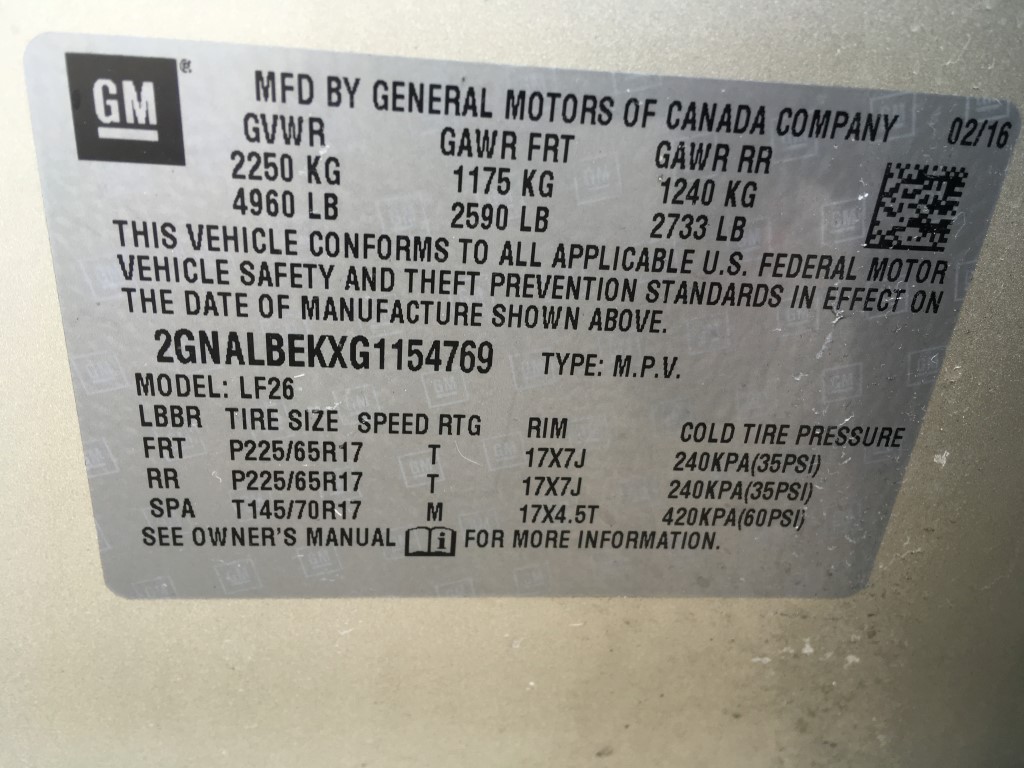 GM ®
MFD BY GENERAL MOTORS OF CANADA COMPANY 02/16
GVWR GAWR FRT GAWR RR
2250 KG 1175 KG 1240 KG
4960 LB 2590 LB 2733 LB
THIS VEHICLE CONFORMS TO ALL APPLICABLE U.S. FEDERAL MOTOR
VEHICLE SAFETY AND THEFT PREVENTION STANDARDS IN EFFECT ON
THE DATE OF MANUFACTURE SHOWN ABOVE.
2GNALBEKXG1154769 TYPE: M.P.V.
MODEL: LF26
LBBR TIRE SIZE SPEED RTG RIM COLD TIRE PRESSURE
FRT P225/65R17 T 17X7J 240KPA(35PSI)
RR P225/65R17 T 17X7J 240KPA(35PSI)
SPA T145/70R17 M 17X4.5T 420KPA(60PSI)
SEE OWNER'S MANUAL i FOR MORE INFORMATION.